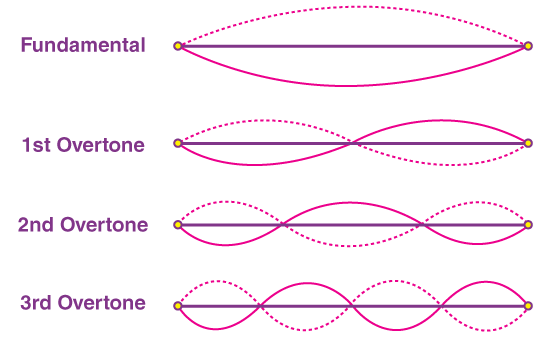 Fundamental
1st Overtone
2nd Overtone
3rd Overtone